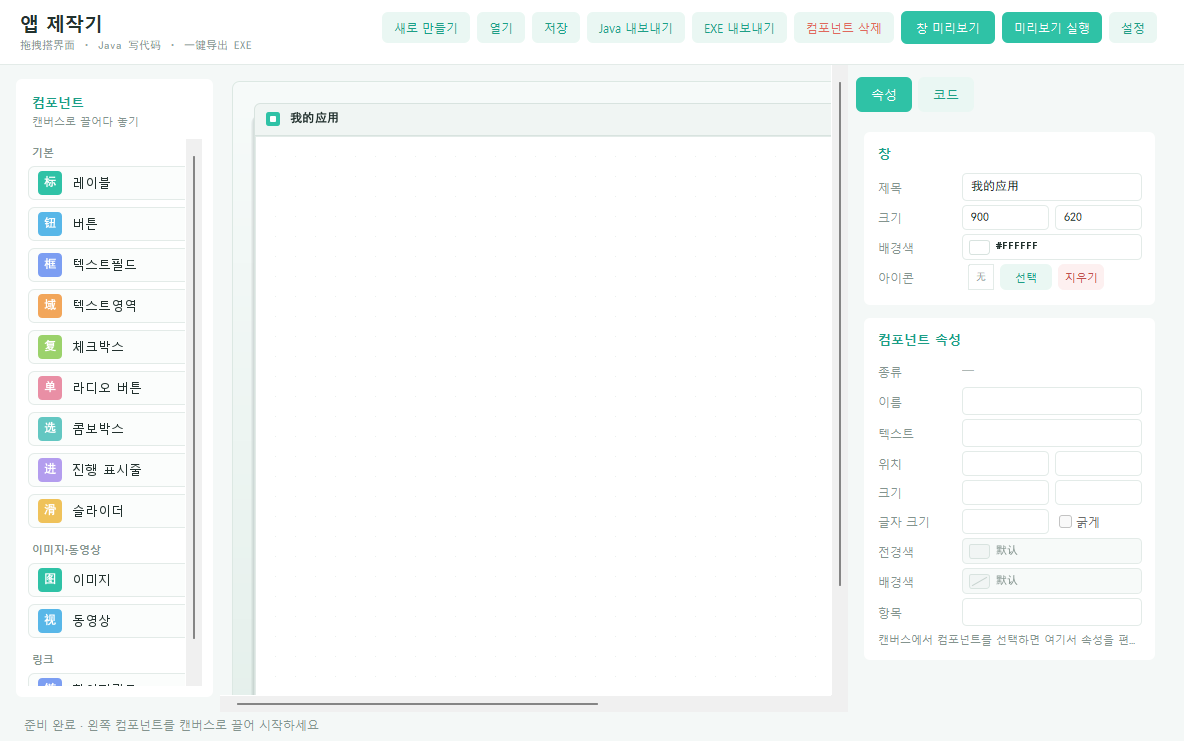 앱 제작기
拖拽搭界面 · Java 写代码 · 一键导出 EXE
새로 만들기
열기
저장
Java 내보내기
EXE 내보내기
컴포넌트 삭제
창 미리보기
미리보기 실행
설정
컴포넌트
캔버스로 끌어다 놓기
기본
标 레이블
钮 버튼
框 텍스트필드
域 텍스트영역
复 체크박스
单 라디오 버튼
选 콤보박스
进 진행 표시줄
滑 슬라이더
이미지·동영상
图 이미지
视 동영상
링크
我的应用
속성
코드
창
제목 我的应用
크기 900 620
배경색 #FFFFFF
아이콘 无 선택 지우기
컴포넌트 속성
종류 —
이름
텍스트
위치
크기
글자 크기 굵게
전경색 默认
배경색 默认
항목
캔버스에서 컴포넌트를 선택하면 여기서 속성을 편...
준비 완료 · 왼쪽 컴포넌트를 캔버스로 끌어 시작하세요